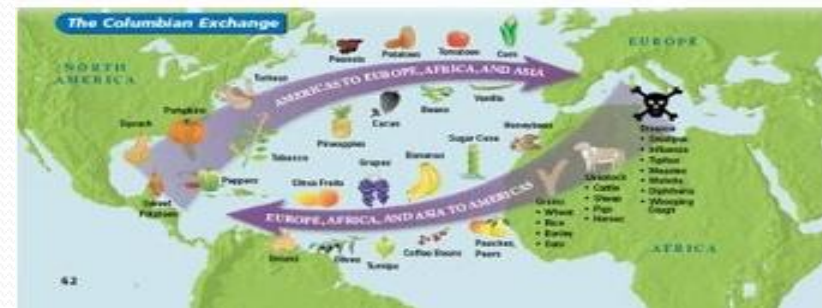 The Columbian Exchange
NORTH
AMERICA
EUROPE
Peanuts
Potatoes
Tomatoes
Corn
AMERICAS TO EUROPE, AFRICA, AND ASIA
Turkeys
Pumpkins
Squash
Tobacco
Peppers
Sweet
Potatoes
Pineapples
Cacao
Beans
Vanilla
Citrus Fruits
Grapes
Bananas
Sugar Cane
Honeybees
EUROPE, AFRICA, AND ASIA TO AMERICAS
Onions
Olives
Turnips
Coffee Beans
Peaches,
Pears
Grains
• Wheat
• Rice
• Barley
• Oats
Livestock
• Cattle
• Sheep
• Pigs
• Horses
Disease
• Smallpox
• Influenza
• Typhus
• Measles
• Malaria
• Diphtheria
• Whooping
Cough
AFRICA
62